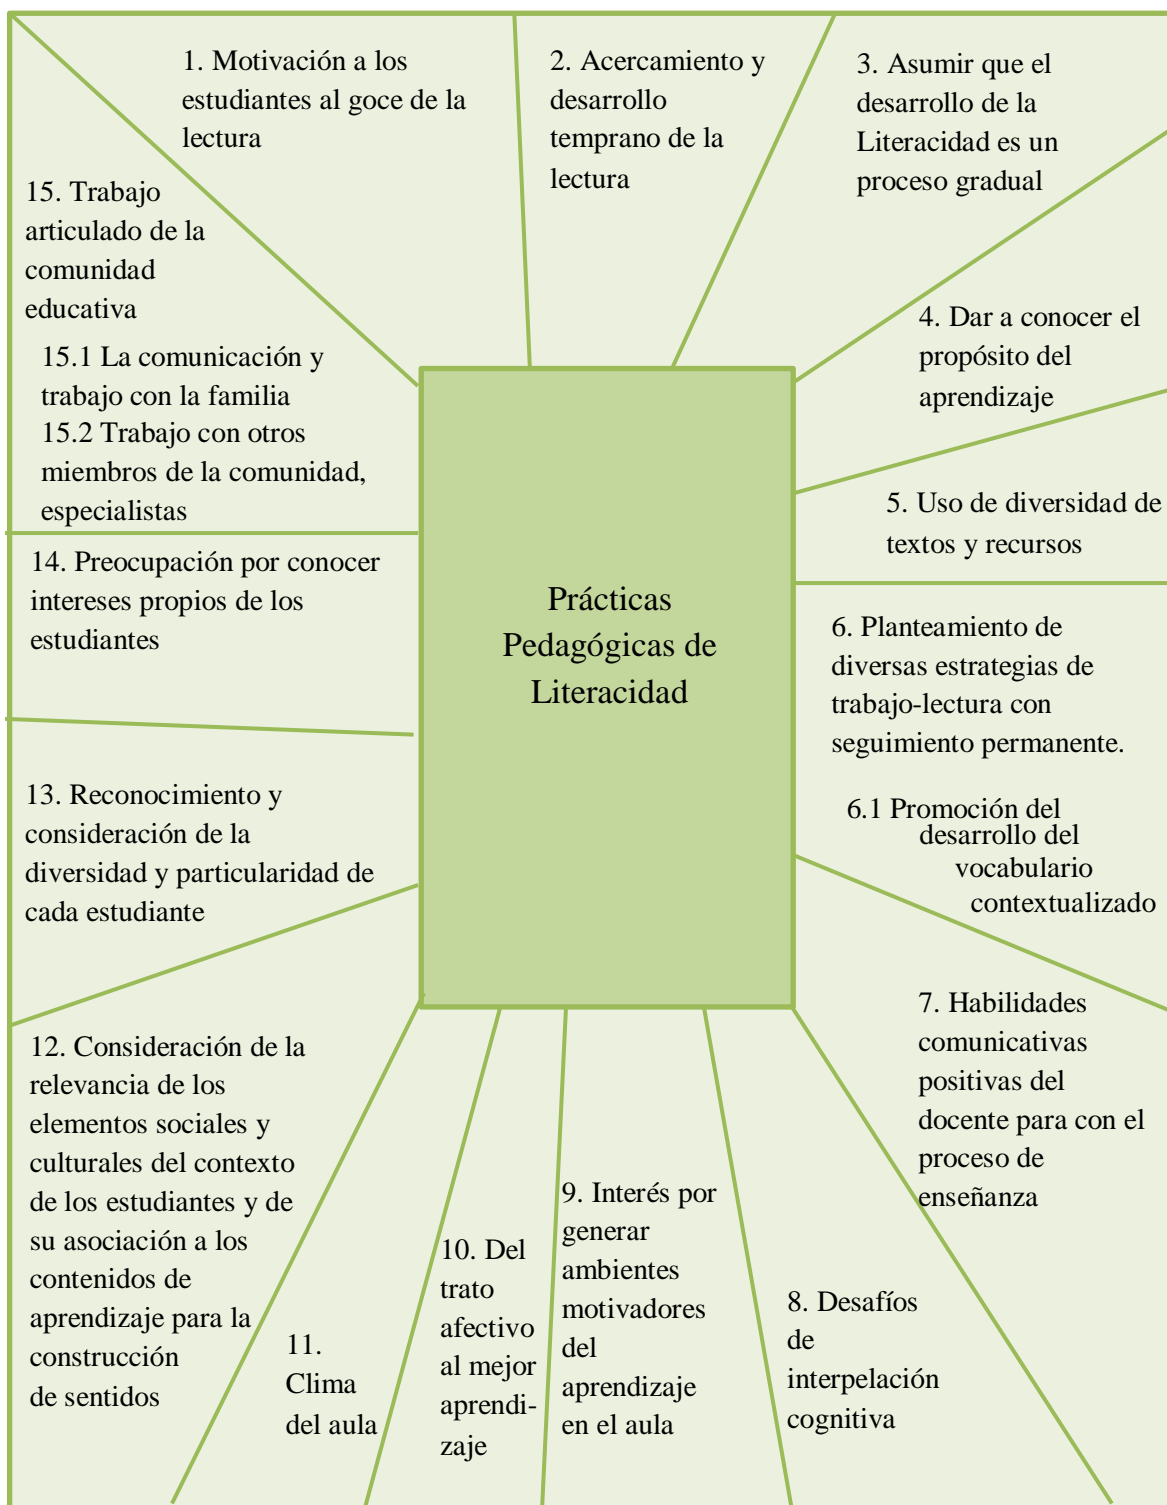 1. Motivación a los
estudiantes al goce de la
lectura
2. Acercamiento y
desarrollo
temprano de la
lectura
3. Asumir que el
desarrollo de la
Literacidad es un
proceso gradual
4. Dar a conocer el
propósito del
aprendizaje
5. Uso de diversidad de
textos y recursos
6. Planteamiento de
diversas estrategias de
trabajo-lectura con
seguimiento permanente.
6.1 Promoción del
desarrollo del
vocabulario
contextualizado
7. Habilidades
comunicativas
positivas del
docente para con el
proceso de
enseñanza
8. Desafíos
de
interpelación
cognitiva
9. Interés por
generar
ambientes
motivadores
del
aprendizaje
en el aula
10. Del
trato
afectivo
al mejor
aprendi-
zaje
11.
Clima
del aula
12. Consideración de la
relevancia de los
elementos sociales y
culturales del contexto
de los estudiantes y de
su asociación a los
contenidos de
aprendizaje para la
construcción
de sentidos
13. Reconocimiento y
consideración de la
diversidad y particularidad de
cada estudiante
14. Preocupación por conocer
intereses propios de los
estudiantes
15. Trabajo
articulado de la
comunidad
educativa
15.1 La comunicación y
trabajo con la familia
15.2 Trabajo con otros
miembros de la comunidad,
especialistas
Prácticas
Pedagógicas de
Literacidad